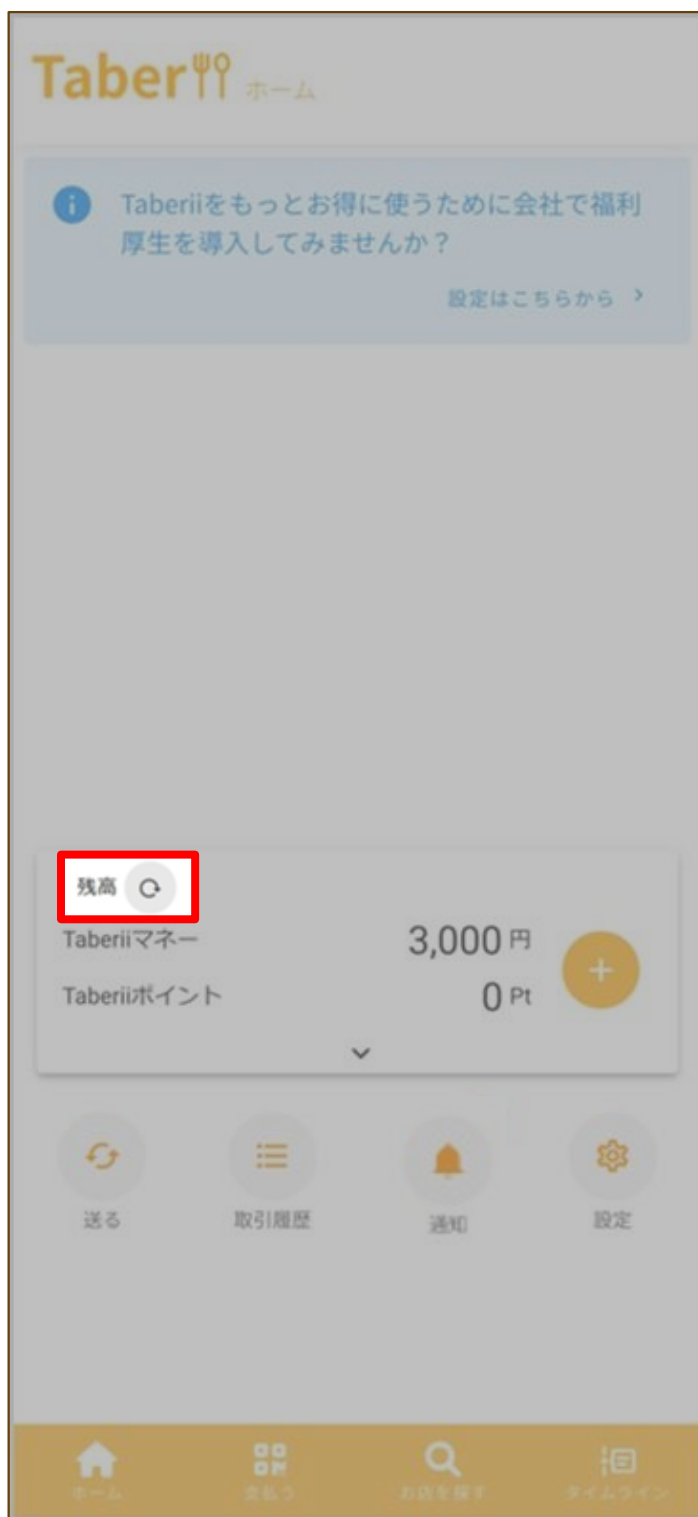 Taberii ホーム
Taberiiをもっとお得に使うために会社で福利
厚生を導入してみませんか？
設定はこちらから
残高
Taberiiマネー 3,000 円
Taberiiポイント 0 Pt
送る 取引履歴 通知 設定
ホーム 支払う お店を探す タイムライン